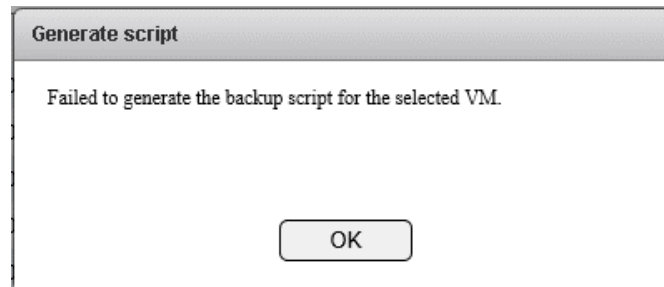 Generate script
Failed to generate the backup script for the selected VM.
OK